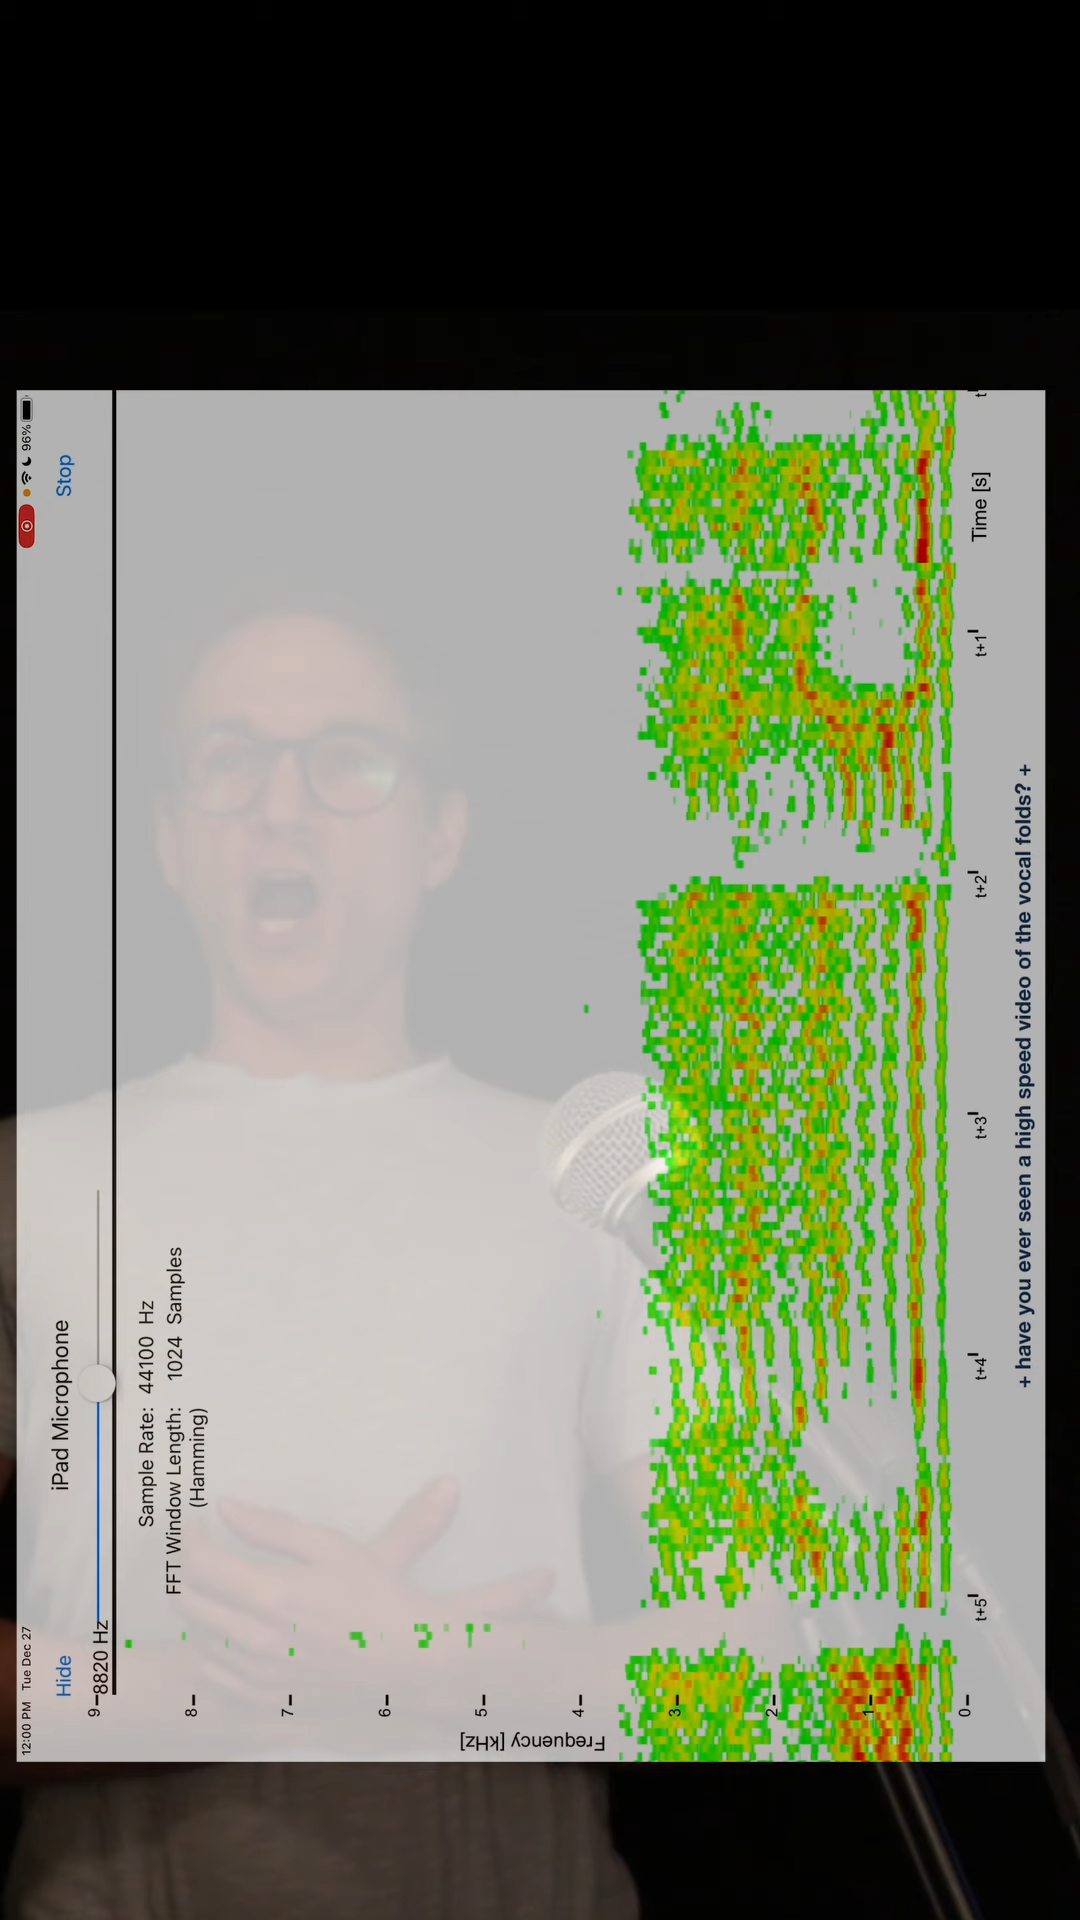 12:00 PM Tue Dec 27
96%
Hide
iPad Microphone
Stop
8820 Hz
Sample Rate: 44100 Hz
FFT Window Length: 1024 Samples
(Hamming)
9
8
7
6
5
4
3
2
1
0
Frequency [kHz]
t+5
t+4
t+3
t+2
t+1
t
Time [s]
+ have you ever seen a high speed video of the vocal folds? +